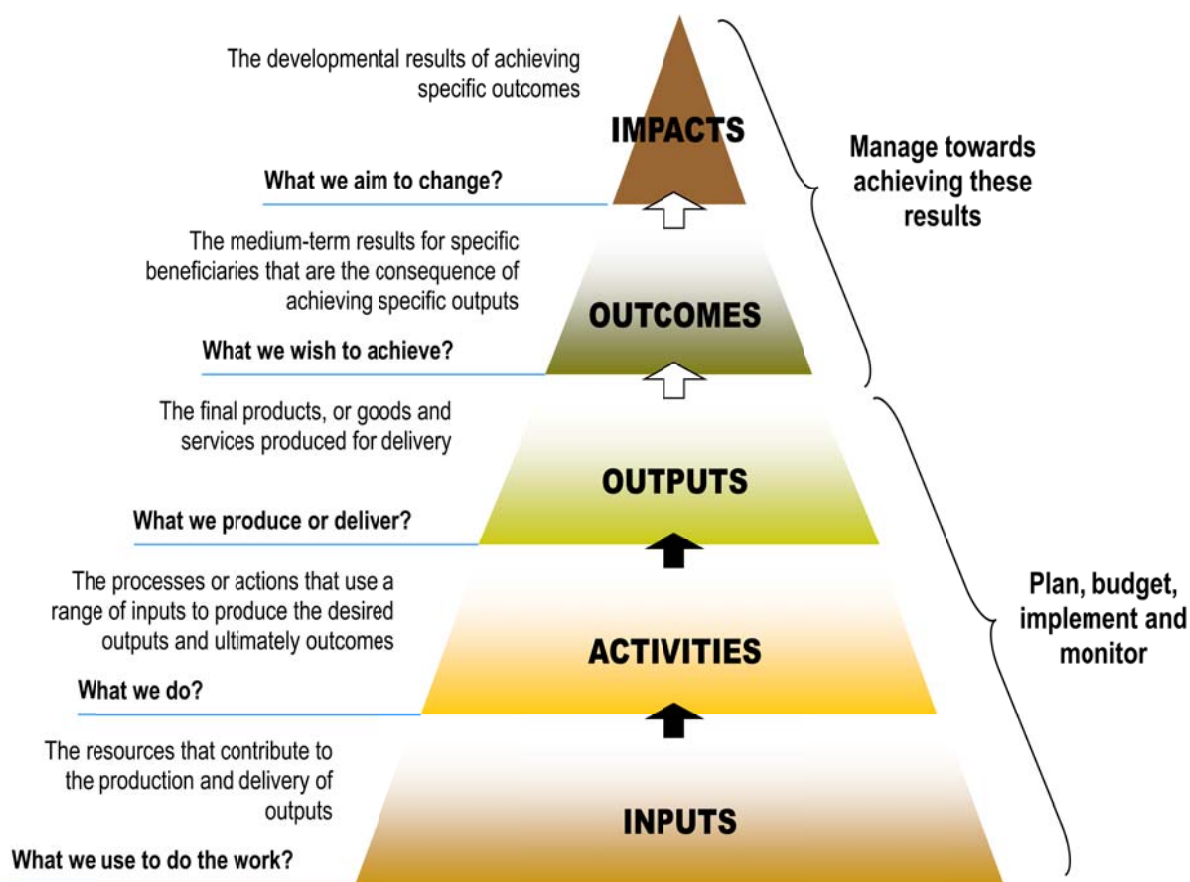 The developmental results of achieving
specific outcomes
IMPACTS
What we aim to change?
Manage towards
achieving these
results
The medium-term results for specific
beneficiaries that are the consequence of
achieving specific outputs
OUTCOMES
What we wish to achieve?
The final products, or goods and
services produced for delivery
OUTPUTS
What we produce or deliver?
The processes or actions that use a
range of inputs to produce the desired
outputs and ultimately outcomes
ACTIVITIES
What we do?
Plan, budget,
implement and
monitor
The resources that contribute to
the production and delivery of
outputs
INPUTS
What we use to do the work?